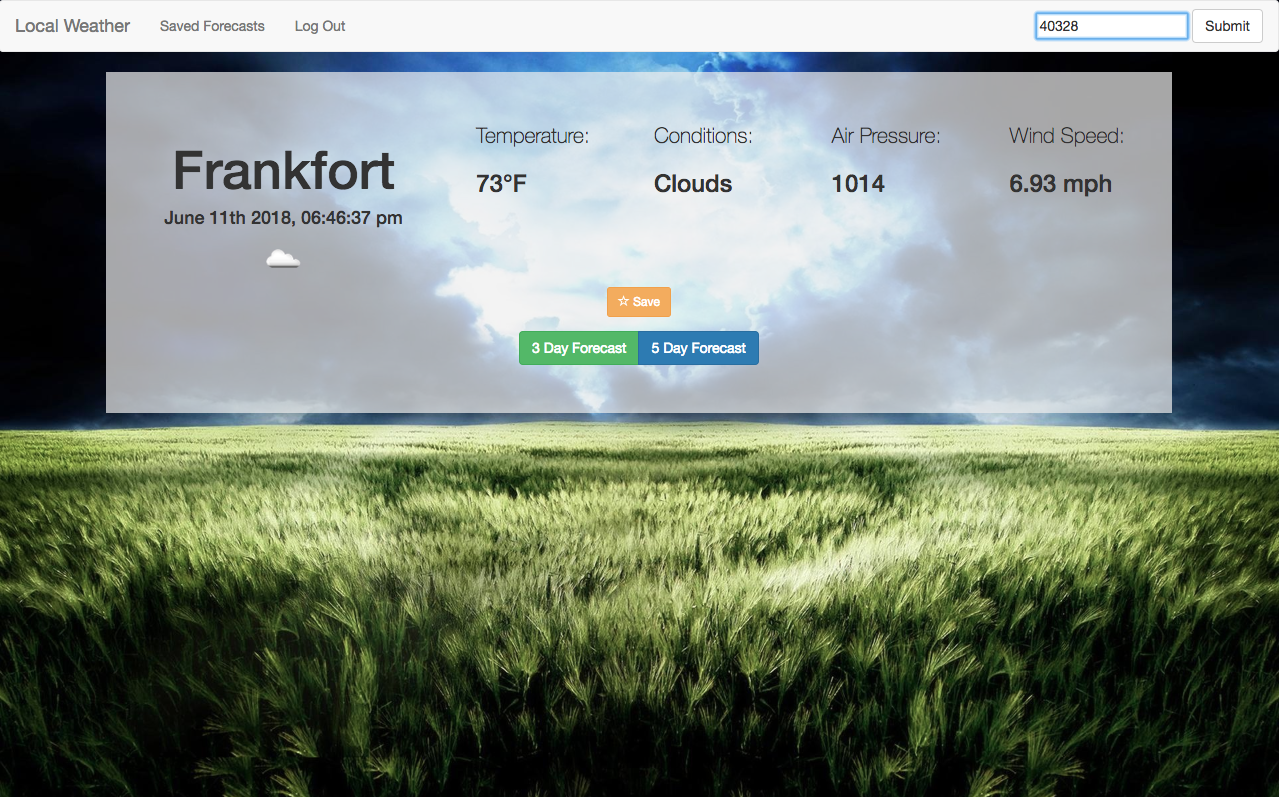 Local Weather Saved Forecasts Log Out 40328 Submit
Temperature: Conditions: Air Pressure: Wind Speed:
Frankfort
73°F Clouds 1014 6.93 mph
June 11th 2018, 06:46:37 pm
☆ Save
3 Day Forecast 5 Day Forecast